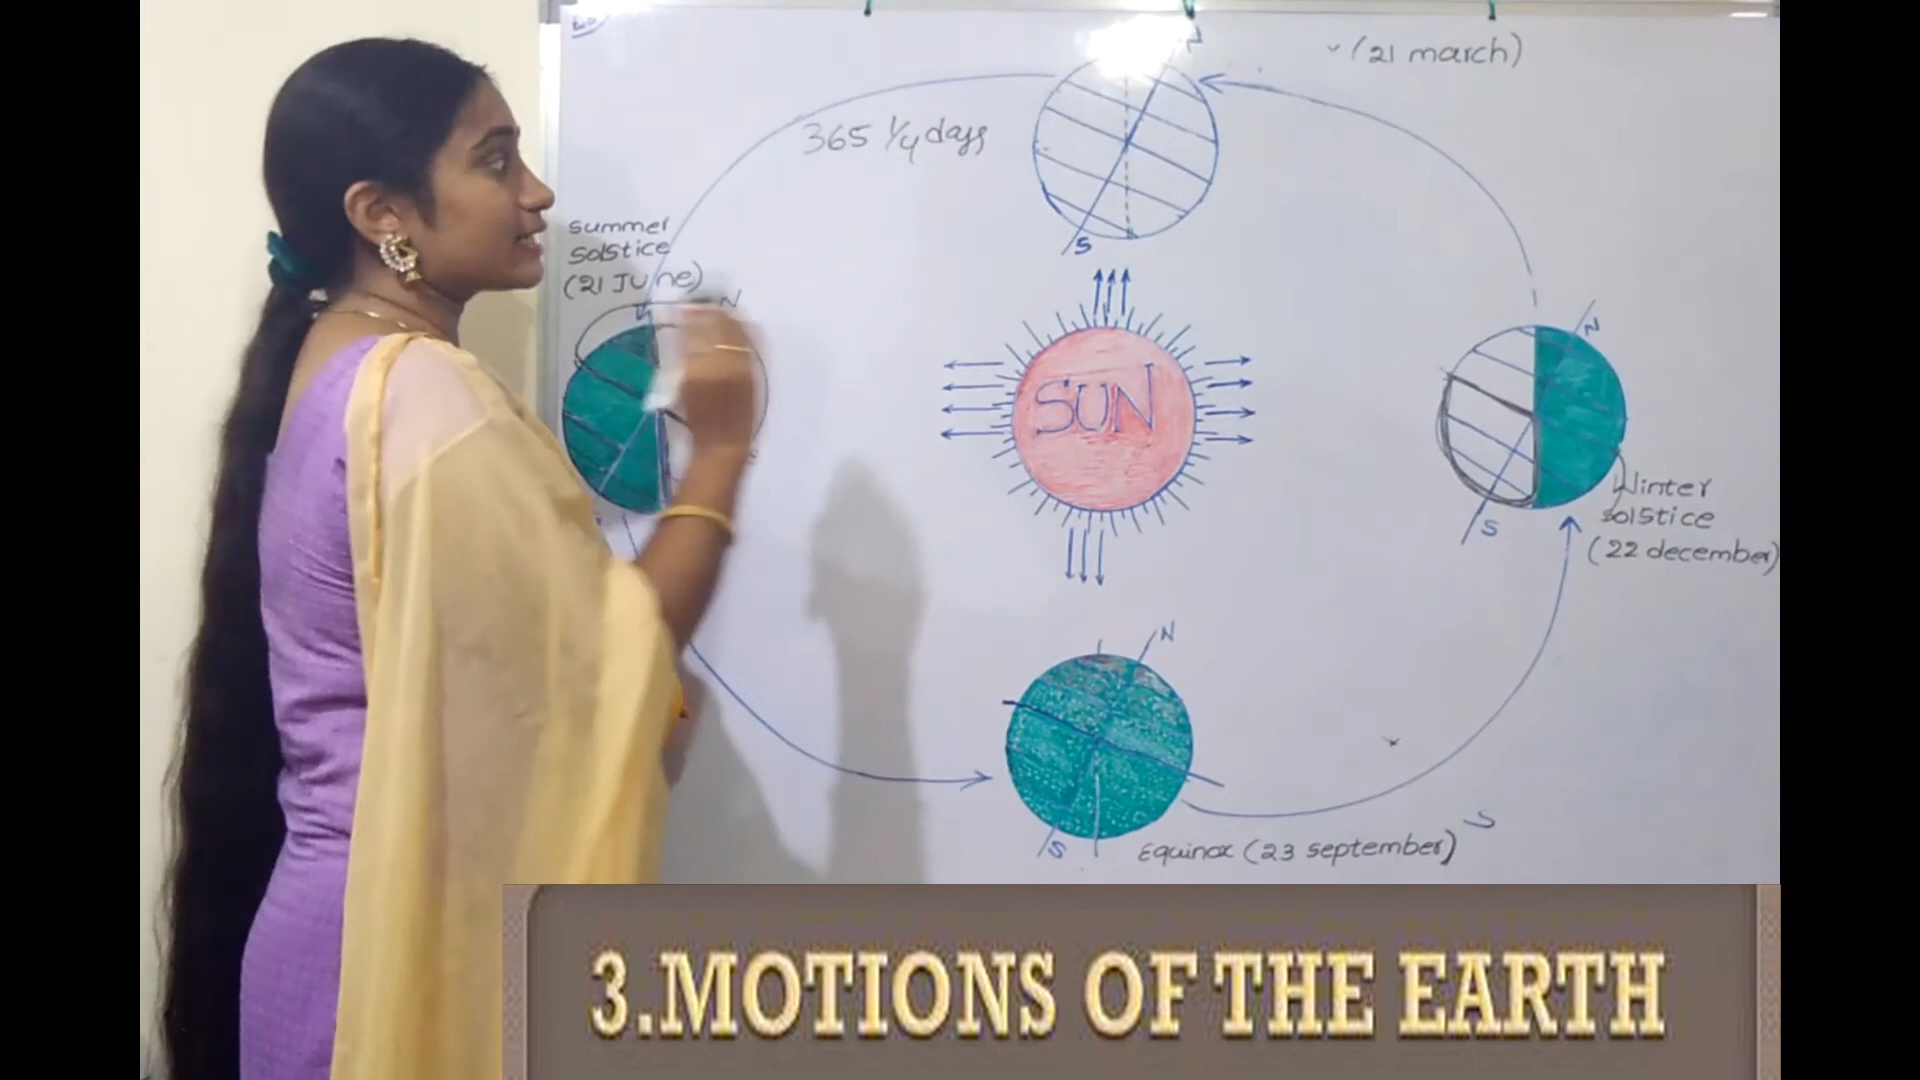 (21 march)
N
365 1/4 days
S
summer
solstice
(21 June)
N
SUN
N
S
Winter
solstice
(22 december)
N
S
Equinox (23 september)
3.MOTIONS OF THE EARTH